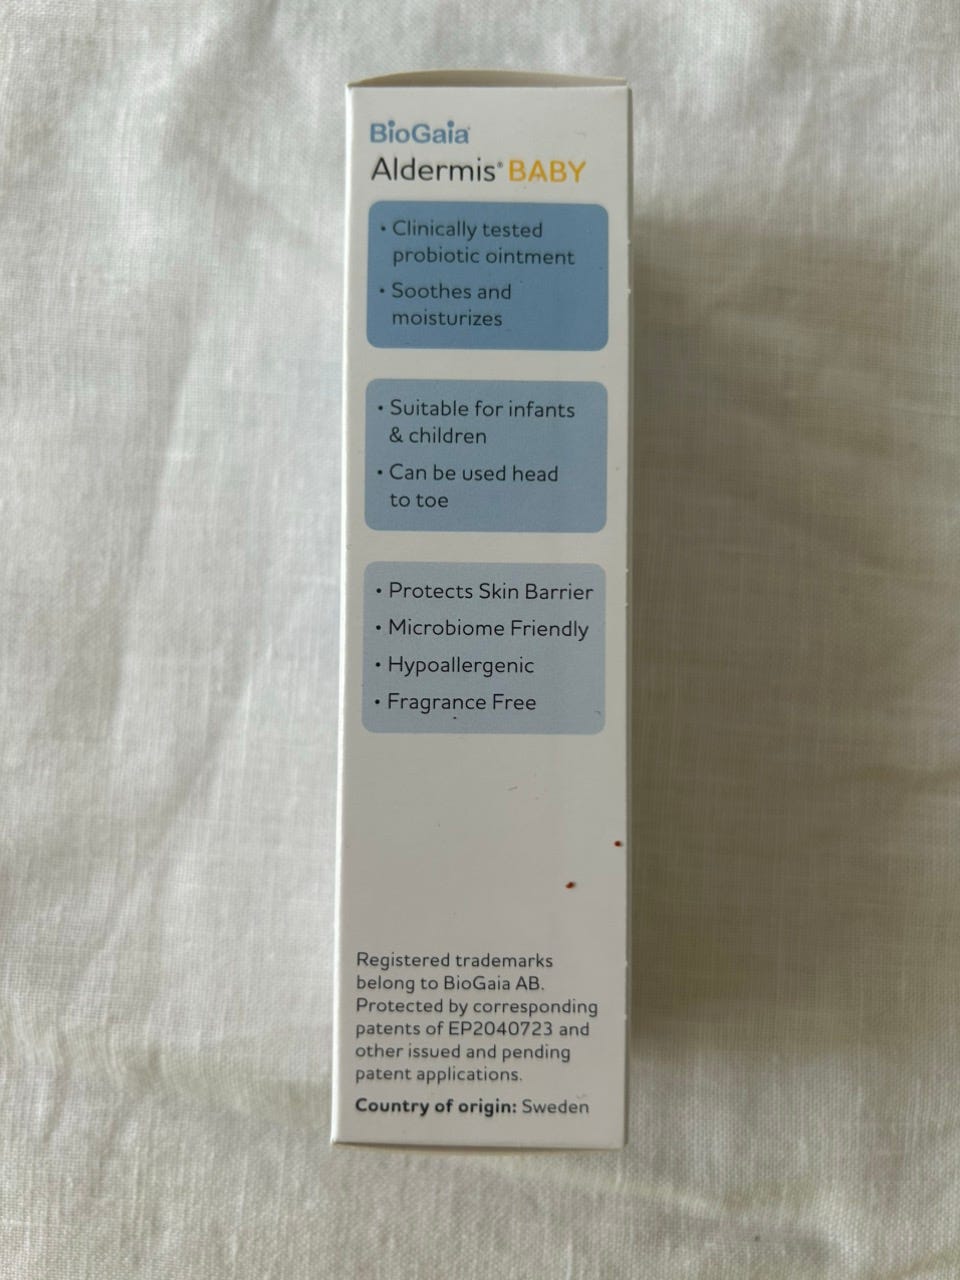 BioGaia
Aldermis® BABY
• Clinically tested
probiotic ointment
• Soothes and
moisturizes
• Suitable for infants
& children
• Can be used head
to toe
• Protects Skin Barrier
• Microbiome Friendly
• Hypoallergenic
• Fragrance Free
Registered trademarks
belong to BioGaia AB.
Protected by corresponding
patents of EP2040723 and
other issued and pending
patent applications.
Country of origin: Sweden